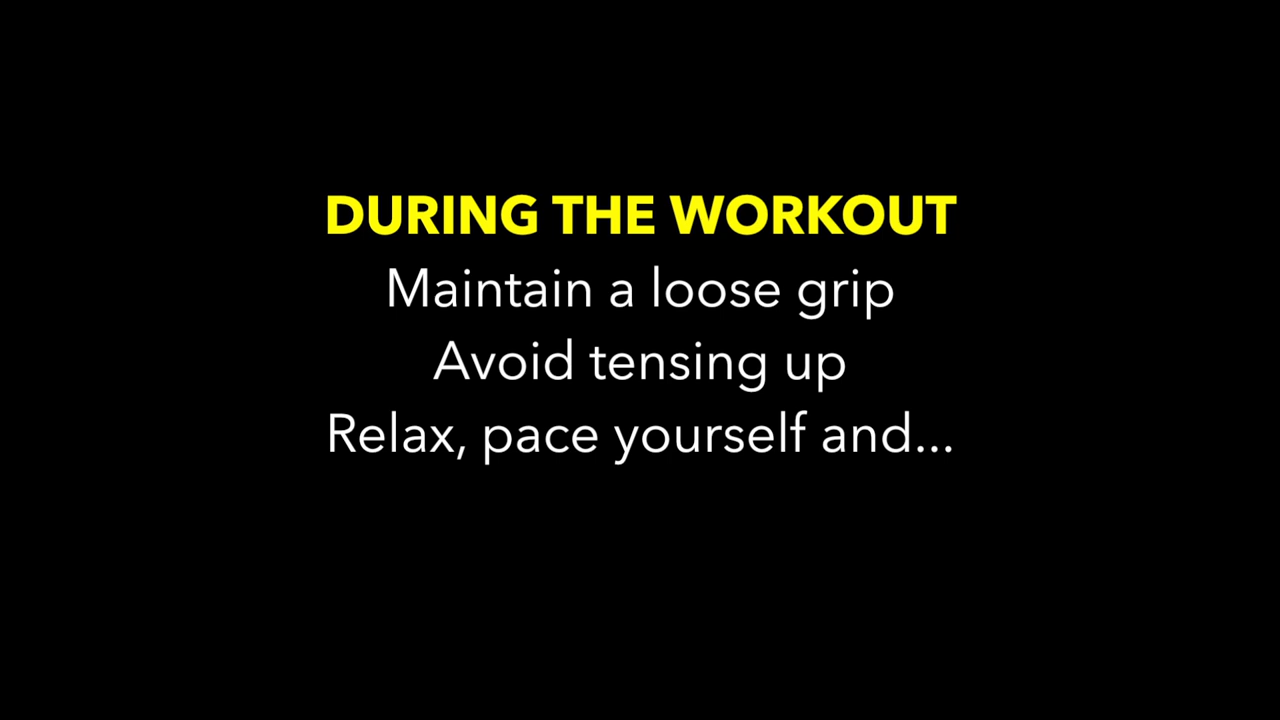 DURING THE WORKOUT
Maintain a loose grip
Avoid tensing up
Relax, pace yourself and...